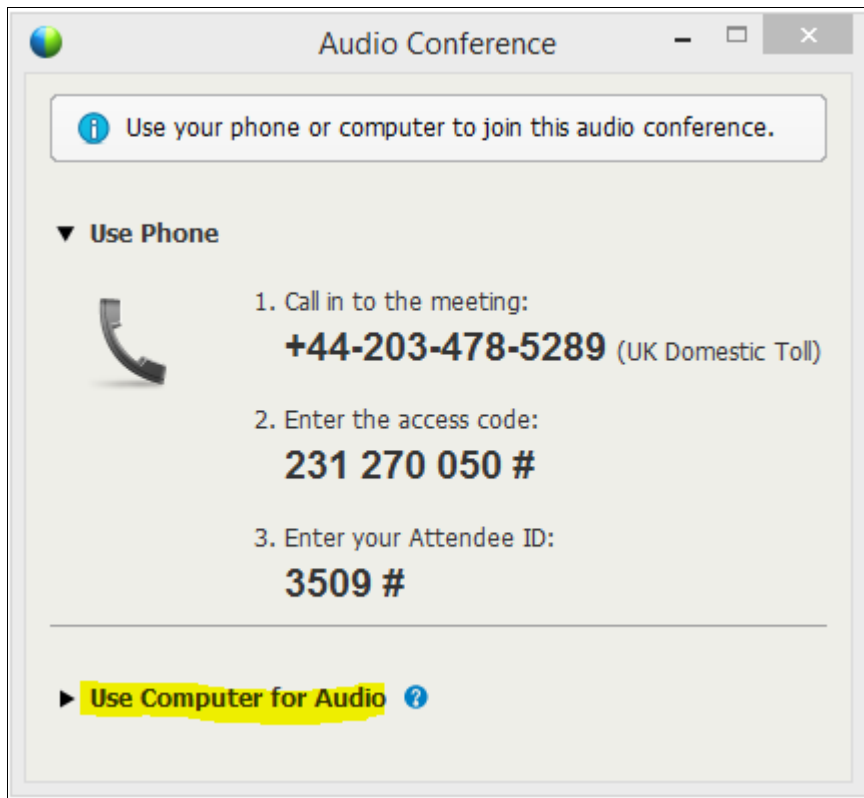 Audio Conference
Use your phone or computer to join this audio conference.
Use Phone
1. Call in to the meeting:
+44-203-478-5289 (UK Domestic Toll)
2. Enter the access code:
231 270 050 #
3. Enter your Attendee ID:
3509 #
Use Computer for Audio